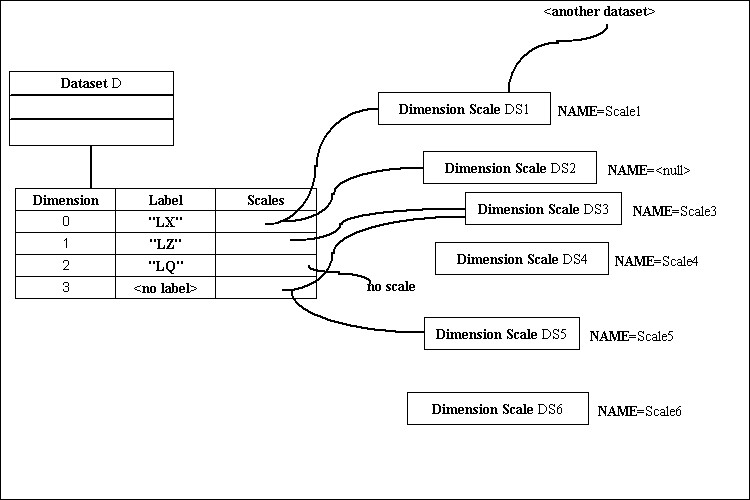 <another dataset>
Dataset D
Dimension Scale DS1 NAME=Scale1
Dimension Scale DS2 NAME=<null>
Dimension Label Scales
0 "LX"
1 "LZ"
2 "LQ"
3 <no label>
no scale
Dimension Scale DS3 NAME=Scale3
Dimension Scale DS4 NAME=Scale4
Dimension Scale DS5 NAME=Scale5
Dimension Scale DS6 NAME=Scale6